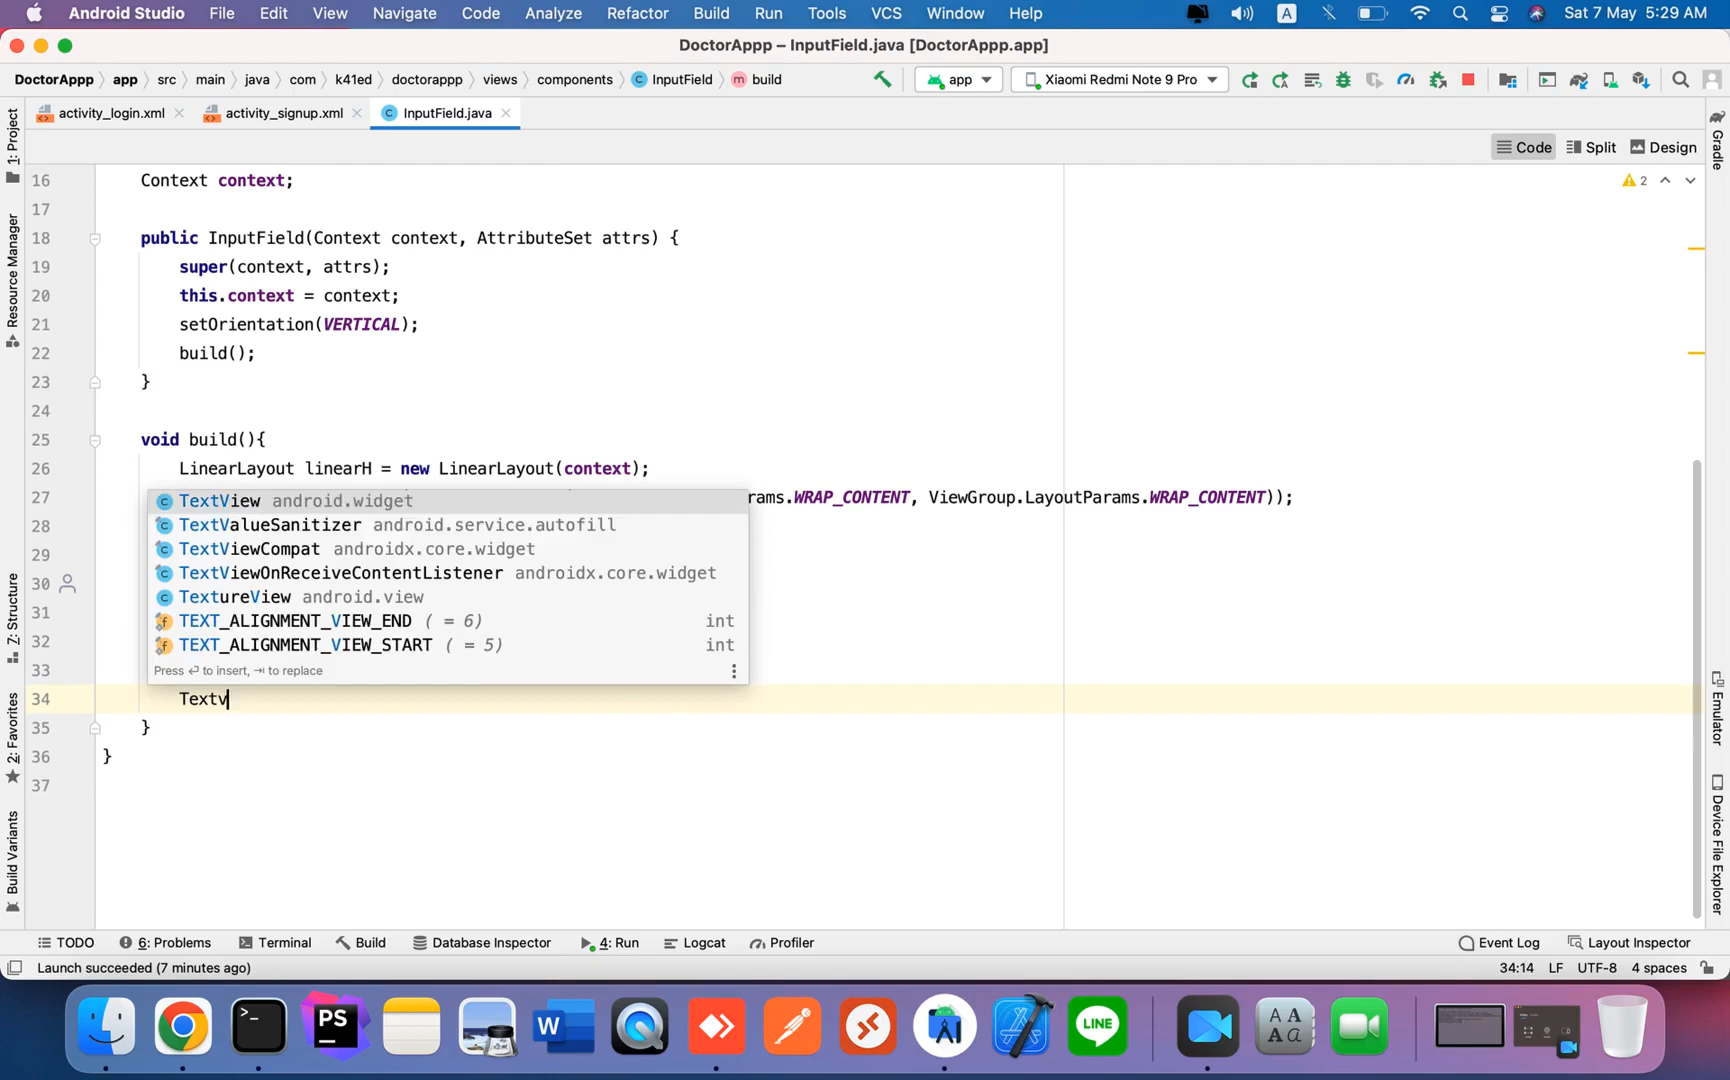 Android Studio File Edit View Navigate Code Analyze Refactor Build Run Tools VCS Window Help A Sat 7 May 5:29 AM
DoctorAppp – InputField.java [DoctorAppp.app]
DoctorAppp app src main java com k41ed doctorappp views components C InputField m build app Xiaomi Redmi Note 9 Pro
activity_login.xml activity_signup.xml C InputField.java
Code Split Design
16 Context context; 2
17
18 public InputField(Context context, AttributeSet attrs) {
19 super(context, attrs);
20 this.context = context;
21 setOrientation(VERTICAL);
22 build();
23 }
24
25 void build(){
26 LinearLayout linearH = new LinearLayout(context);
27 rams.WRAP_CONTENT, ViewGroup.LayoutParams.WRAP_CONTENT));
28
29
30
31
32
33
C TextView android.widget
C TextValueSanitizer android.service.autofill
C TextViewCompat androidx.core.widget
C TextViewOnReceiveContentListener androidx.core.widget
C TextureView android.view
f TEXT_ALIGNMENT_VIEW_END ( = 6) int
f TEXT_ALIGNMENT_VIEW_START ( = 5) int
Press ↩ to insert, ⇥ to replace
34 Textv
35 }
36 }
37
1: Project
Resource Manager
Z: Structure
2: Favorites
Build Variants
Gradle
Emulator
Device File Explorer
TODO 6: Problems Terminal Build Database Inspector 4: Run Logcat Profiler Event Log Layout Inspector
Launch succeeded (7 minutes ago) 34:14 LF UTF-8 4 spaces
>_ PS W LINE